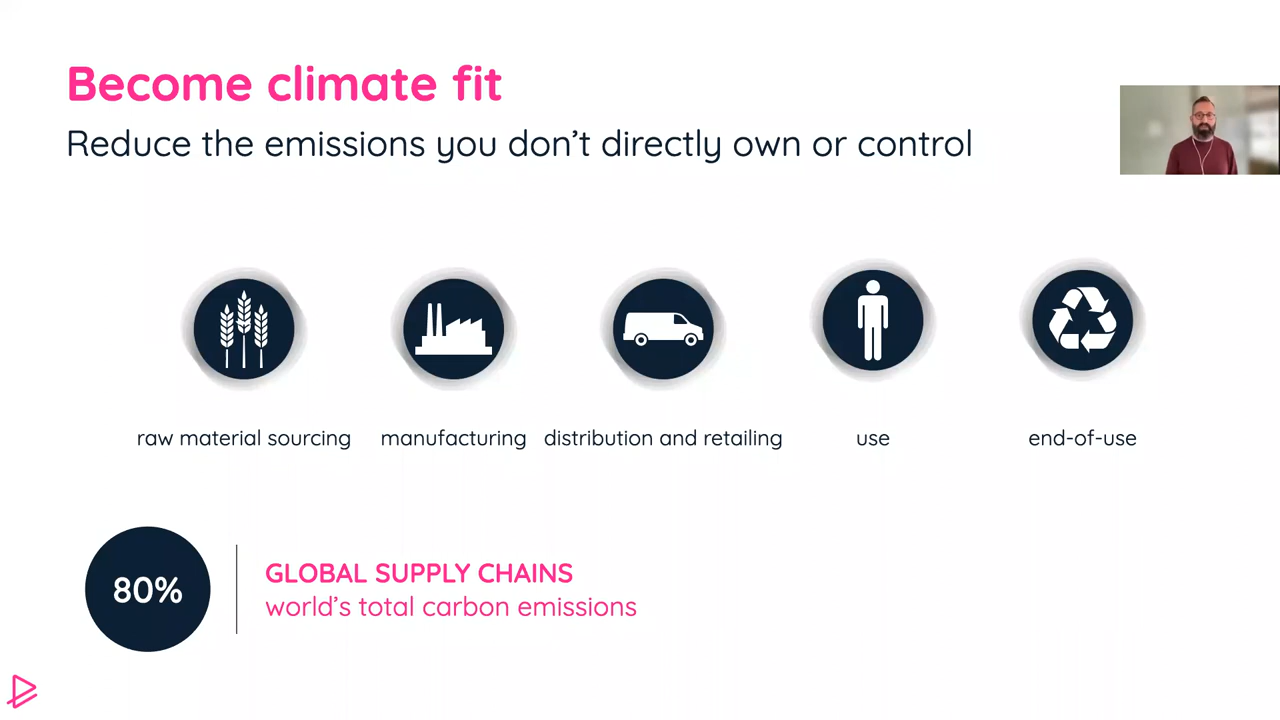 Become climate fit
Reduce the emissions you don't directly own or control
raw material sourcing
manufacturing
distribution and retailing
use
end-of-use
80%
GLOBAL SUPPLY CHAINS
world's total carbon emissions